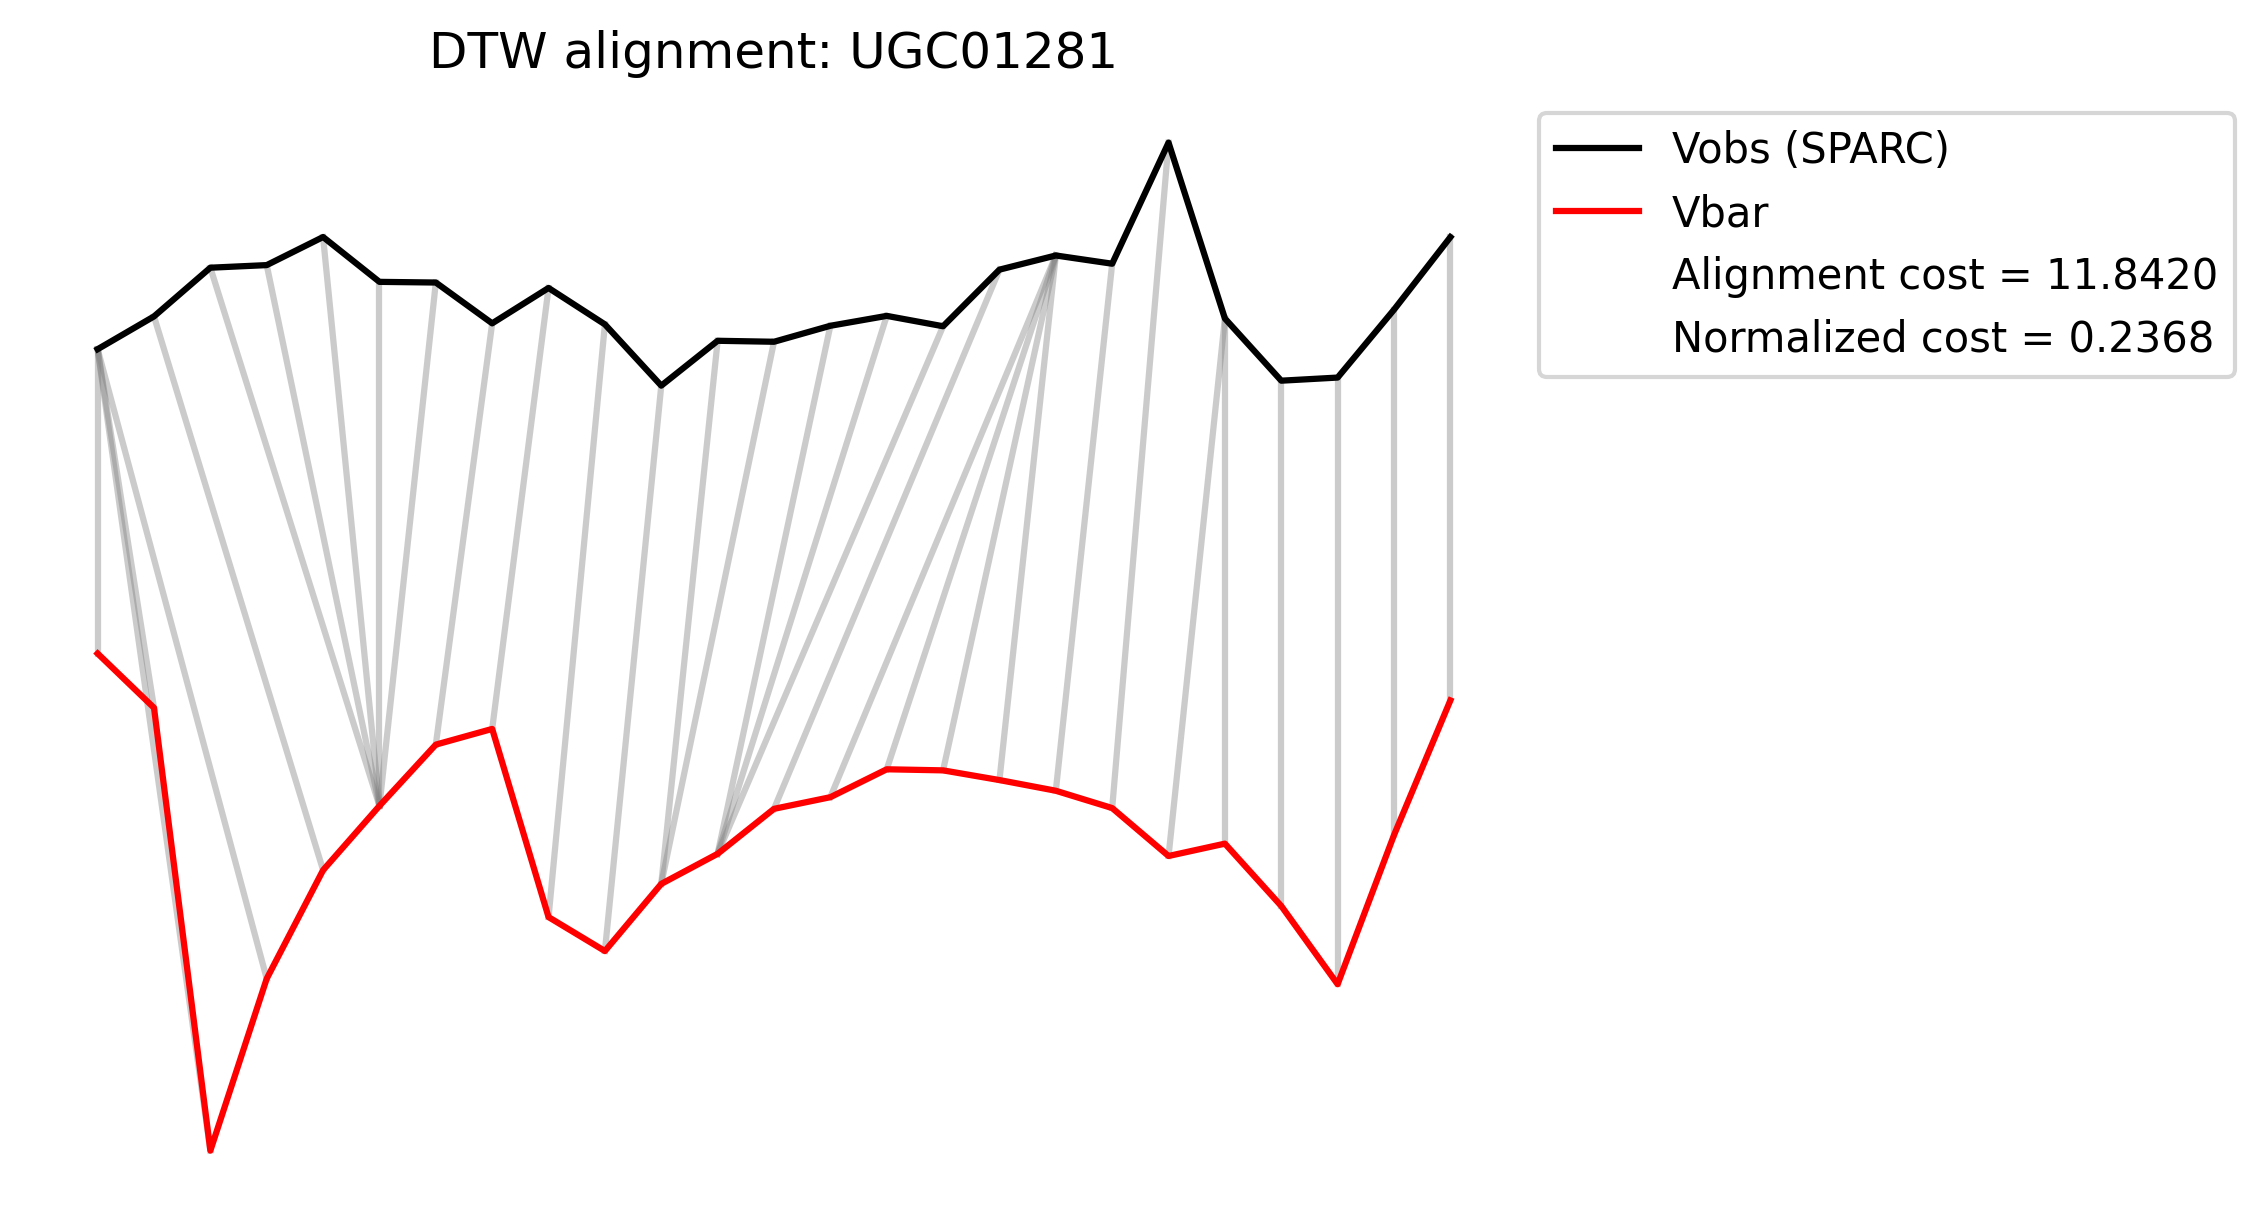 DTW alignment: UGC01281
Vobs (SPARC)
Vbar
Alignment cost = 11.8420
Normalized cost = 0.2368